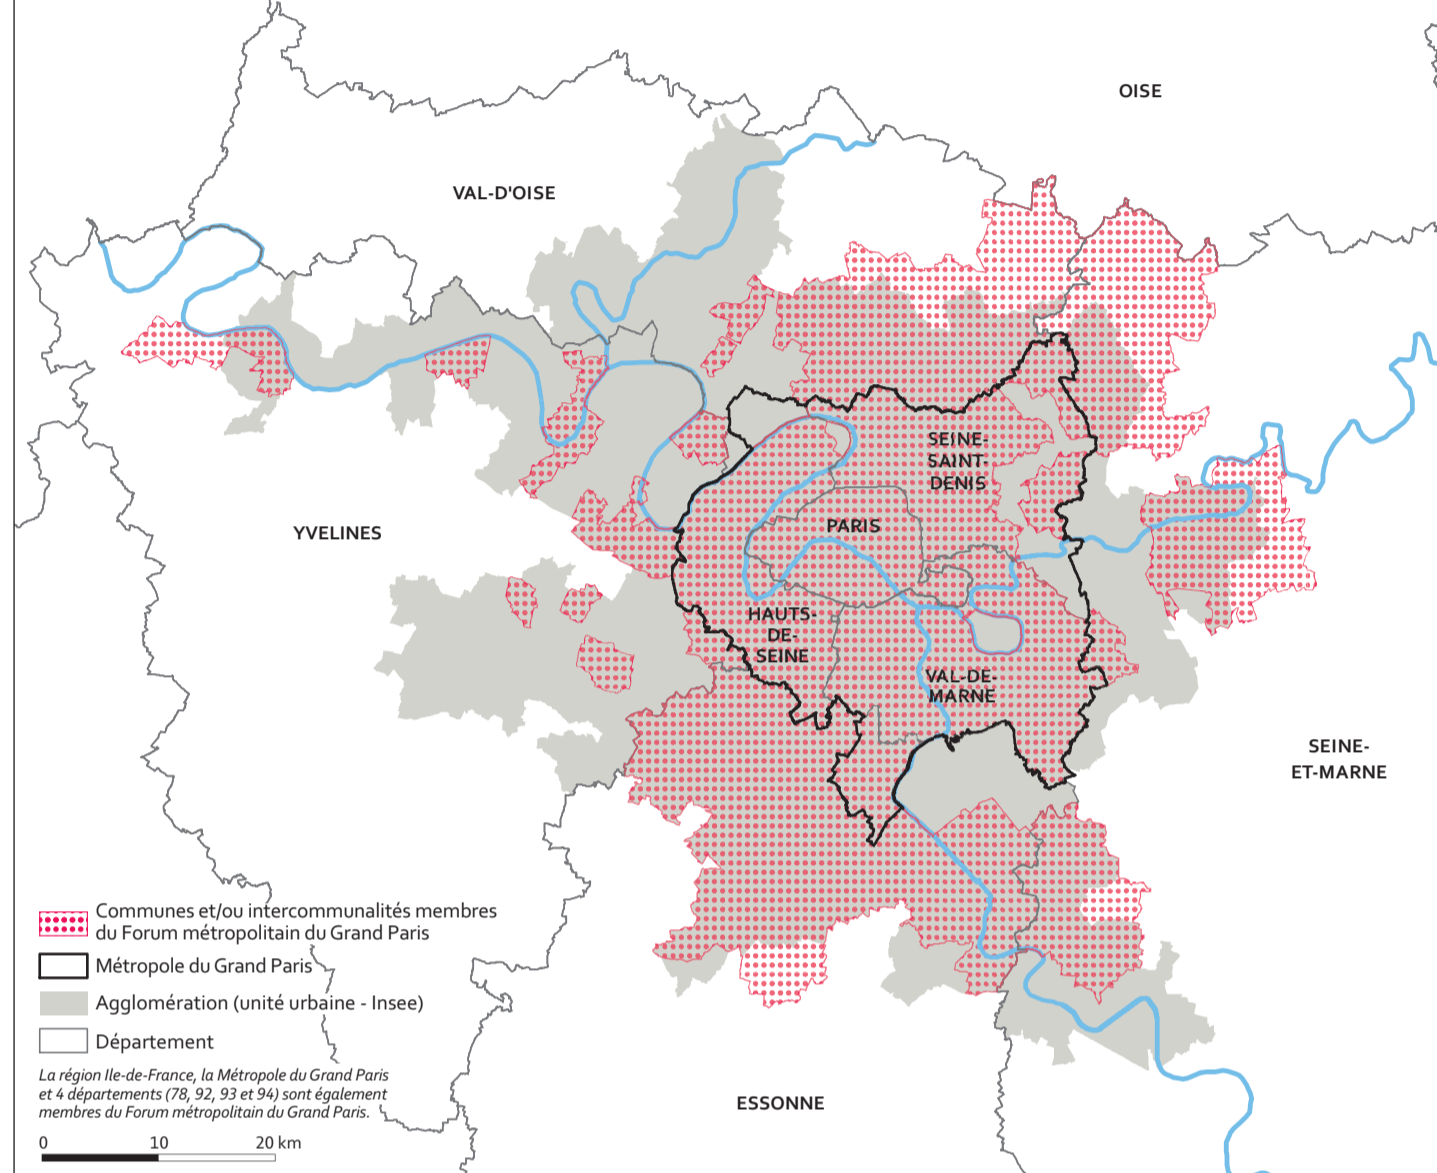 OISE
VAL-D'OISE
SEINE-
SAINT-
DENIS
PARIS
YVELINES
HAUTS-
DE-
SEINE
VAL-DE-
MARNE
SEINE-
ET-MARNE
ESSONNE
Communes et/ou intercommunalités membres
du Forum métropolitain du Grand Paris
Métropole du Grand Paris
Agglomération (unité urbaine - Insee)
Département
La région Ile-de-France, la Métropole du Grand Paris
et 4 départements (78, 92, 93 et 94) sont également
membres du Forum métropolitain du Grand Paris.
0 10 20 km